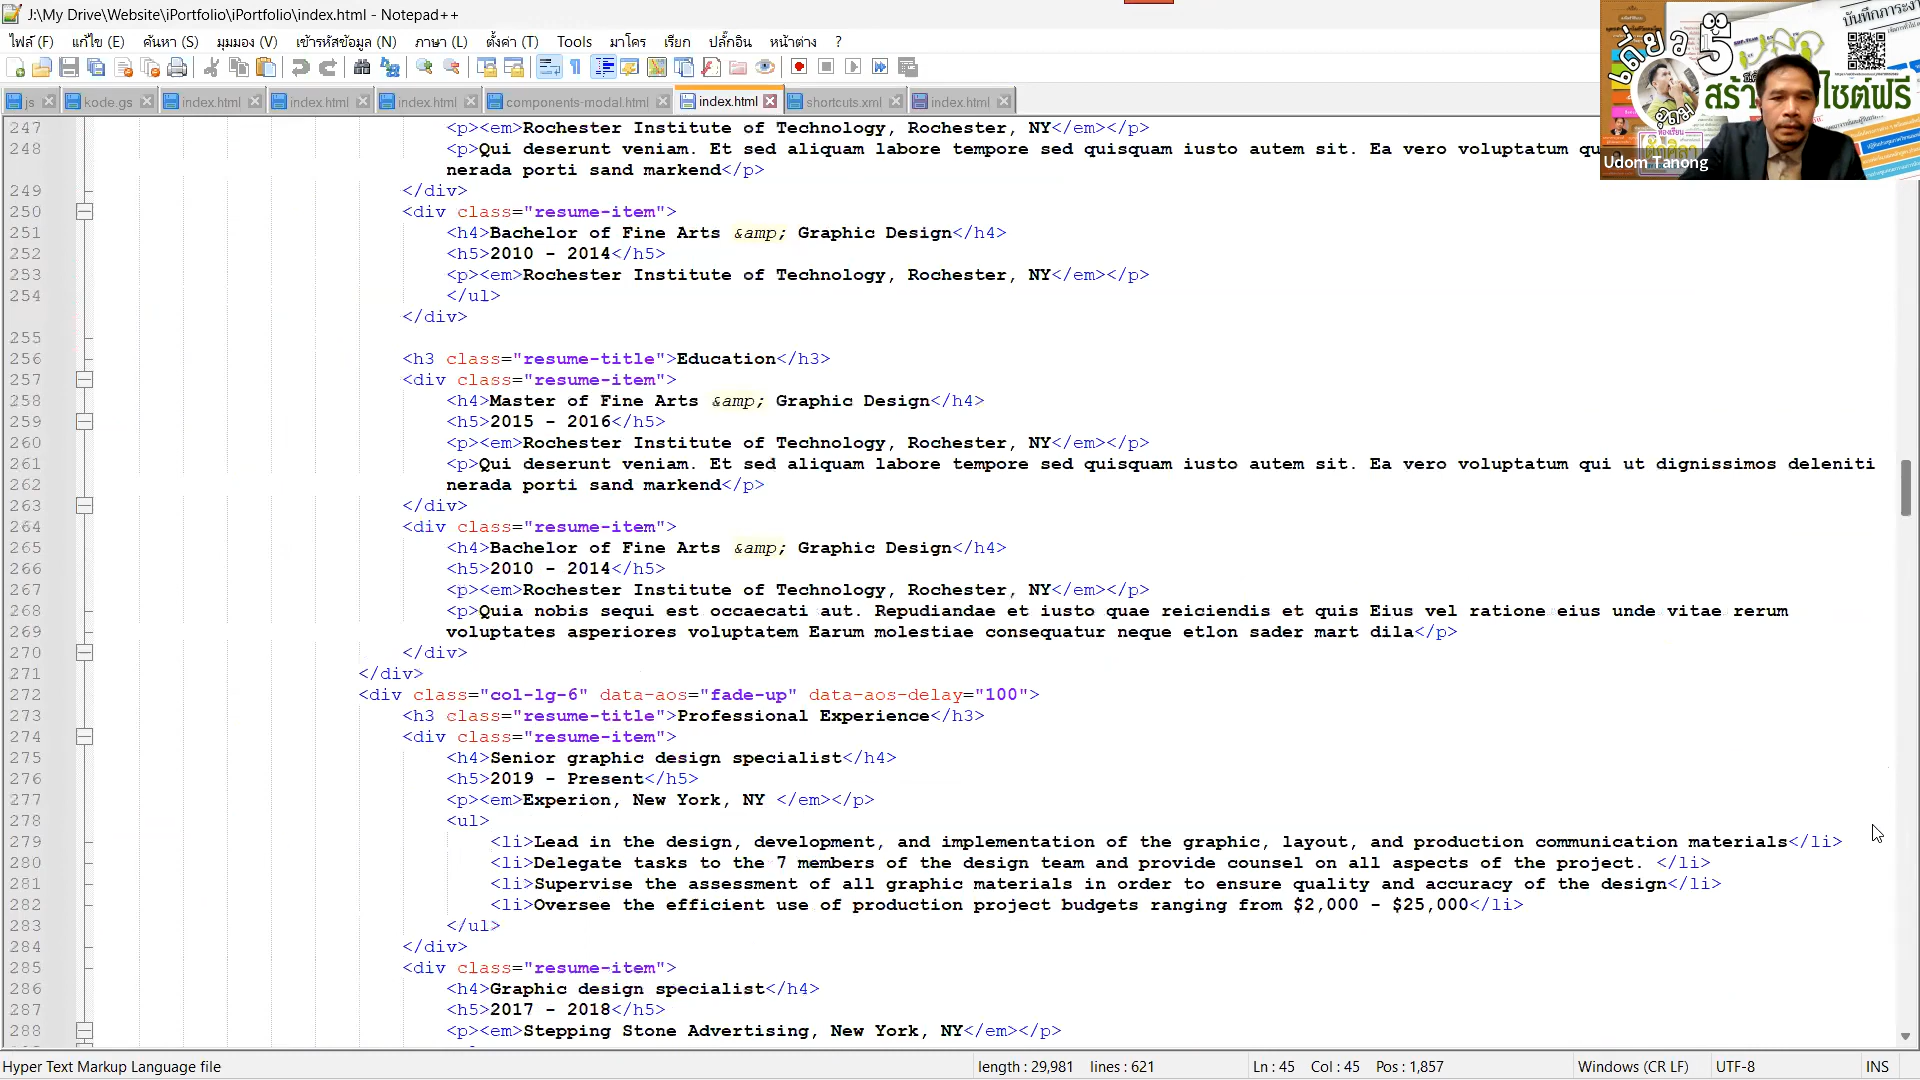 J:\My Drive\Website\iPortfolio\iPortfolio\index.html - Notepad++
ไฟล์ (F) แก้ไข (E) ค้นหา (S) มุมมอง (V) เข้ารหัสข้อมูล (N) ภาษา (L) ตั้งค่า (T) Tools มาโคร เรียก ปลั๊กอิน หน้าต่าง ?
js kode.gs index.html index.html index.html components-modal.html index.html shortcuts.xml index.html
เดี่ยว 5
อุดม
สร้า ไซต์ฟรี
บันทึกภาระงา
ห้องเรียน
Udom Tanong
247 <p><em>Rochester Institute of Technology, Rochester, NY</em></p>
248 <p>Qui deserunt veniam. Et sed aliquam labore tempore sed quisquam iusto autem sit. Ea vero voluptatum qu
nerada porti sand markend</p>
249 </div>
250 <div class="resume-item">
251 <h4>Bachelor of Fine Arts &amp; Graphic Design</h4>
252 <h5>2010 - 2014</h5>
253 <p><em>Rochester Institute of Technology, Rochester, NY</em></p>
254 </ul>
</div>
255
256 <h3 class="resume-title">Education</h3>
257 <div class="resume-item">
258 <h4>Master of Fine Arts &amp; Graphic Design</h4>
259 <h5>2015 - 2016</h5>
260 <p><em>Rochester Institute of Technology, Rochester, NY</em></p>
261 <p>Qui deserunt veniam. Et sed aliquam labore tempore sed quisquam iusto autem sit. Ea vero voluptatum qui ut dignissimos deleniti
262 nerada porti sand markend</p>
263 </div>
264 <div class="resume-item">
265 <h4>Bachelor of Fine Arts &amp; Graphic Design</h4>
266 <h5>2010 - 2014</h5>
267 <p><em>Rochester Institute of Technology, Rochester, NY</em></p>
268 <p>Quia nobis sequi est occaecati aut. Repudiandae et iusto quae reiciendis et quis Eius vel ratione eius unde vitae rerum
269 voluptates asperiores voluptatem Earum molestiae consequatur neque etlon sader mart dila</p>
270 </div>
271 </div>
272 <div class="col-lg-6" data-aos="fade-up" data-aos-delay="100">
273 <h3 class="resume-title">Professional Experience</h3>
274 <div class="resume-item">
275 <h4>Senior graphic design specialist</h4>
276 <h5>2019 - Present</h5>
277 <p><em>Experion, New York, NY </em></p>
278 <ul>
279 <li>Lead in the design, development, and implementation of the graphic, layout, and production communication materials</li>
280 <li>Delegate tasks to the 7 members of the design team and provide counsel on all aspects of the project. </li>
281 <li>Supervise the assessment of all graphic materials in order to ensure quality and accuracy of the design</li>
282 <li>Oversee the efficient use of production project budgets ranging from $2,000 - $25,000</li>
283 </ul>
284 </div>
285 <div class="resume-item">
286 <h4>Graphic design specialist</h4>
287 <h5>2017 - 2018</h5>
288 <p><em>Stepping Stone Advertising, New York, NY</em></p>
Hyper Text Markup Language file length : 29,981 lines : 621 Ln : 45 Col : 45 Pos : 1,857 Windows (CR LF) UTF-8 INS